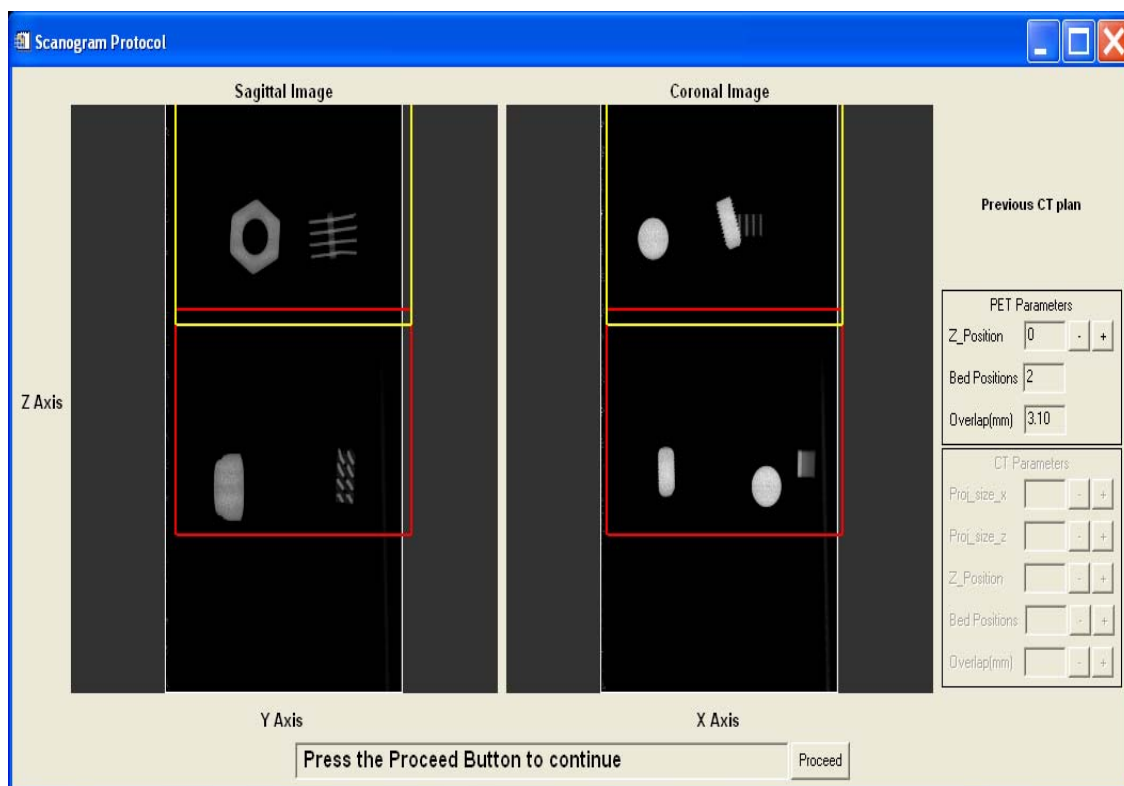 Scanogram Protocol
Sagittal Image
Coronal Image
Z Axis
Y Axis
X Axis
Previous CT plan
PET Parameters
Z_Position 0 - +
Bed Positions 2
Overlap(mm) 3.10
CT Parameters
Proj_size_x - +
Proj_size_z - +
Z_Position - +
Bed Positions - +
Overlap(mm) - +
Press the Proceed Button to continue
Proceed